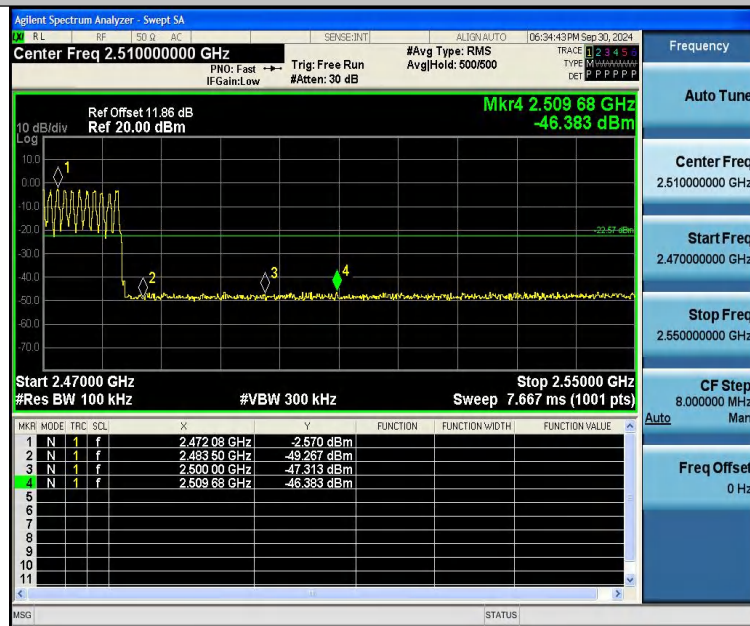 Agilent Spectrum Analyzer - Swept SA
LXI RL RF 50 Ω AC SENSE:INT ALIGN AUTO 06:34:43 PM Sep 30, 2024
Center Freq 2.510000000 GHz #Avg Type: RMS TRACE 1 2 3 4 5 6
PNO: Fast Trig: Free Run Avg|Hold: 500/500 TYPE M WWWWW
IFGain:Low #Atten: 30 dB DET P P P P P P
Mkr4 2.509 68 GHz
Ref Offset 11.86 dB
10 dB/div Ref 20.00 dBm -46.383 dBm
Log
10.0
1
0.00
-10.0
-20.0
-22.57 dBm
-30.0
-40.0
2 3 4
-50.0
-60.0
-70.0
Start 2.47000 GHz Stop 2.55000 GHz
#Res BW 100 kHz #VBW 300 kHz Sweep 7.667 ms (1001 pts)
MKR MODE TRC SCL X Y FUNCTION FUNCTION WIDTH FUNCTION VALUE
1 N 1 f 2.472 08 GHz -2.570 dBm
2 N 1 f 2.483 50 GHz -49.267 dBm
3 N 1 f 2.500 00 GHz -47.313 dBm
4 N 1 f 2.509 68 GHz -46.383 dBm
5
6
7
8
9
10
11
MSG STATUS
Frequency
Auto Tune
Center Freq
2.510000000 GHz
Start Freq
2.470000000 GHz
Stop Freq
2.550000000 GHz
CF Step
8.000000 MHz
Auto Man
Freq Offset
0 Hz